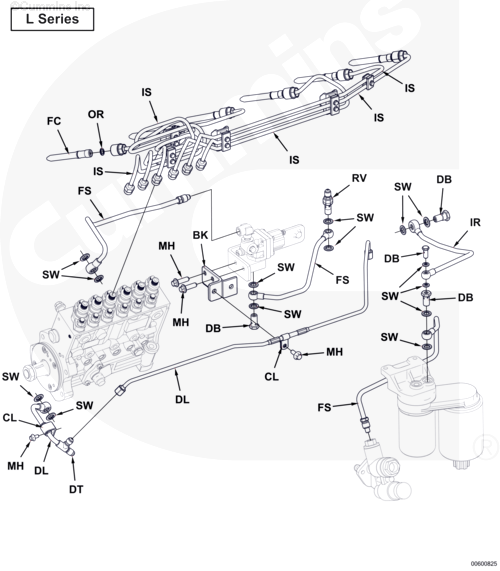 ©Cummins Inc
L Series
IS
IS
OR
FC
IS
RV
IS
IS
SW
DB
FS
SW
IR
BK
SW
MH
DB
SW
SW
FS
SW
DB
MH
SW
DB
SW
MH
CL
SW
DL
SW
CL
FS
MH
DL
DT
Cummins
®
00600825